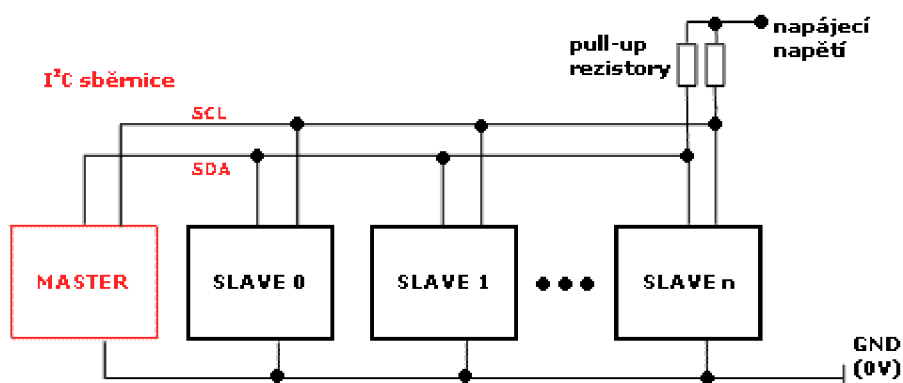 napájecí
napětí
pull-up
rezistory
I²C sběrnice
SCL
SDA
MASTER
SLAVE 0
SLAVE 1
SLAVE n
GND
(0V)